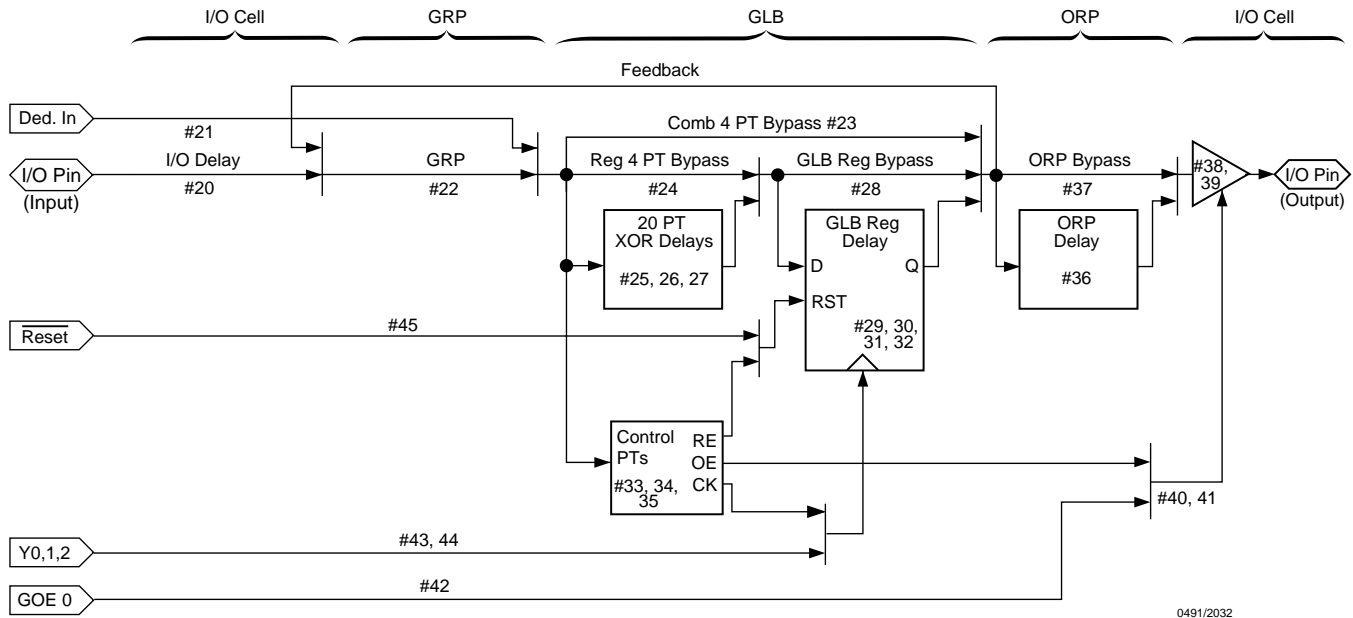 I/O Cell
GRP
GLB
ORP
I/O Cell
Feedback
Ded. In
#21
Comb 4 PT Bypass #23
I/O Pin
(Input)
I/O Delay
#20
GRP
#22
Reg 4 PT Bypass
#24
GLB Reg Bypass
#28
ORP Bypass
#37
#38,
39
I/O Pin
(Output)
20 PT
XOR Delays
#25, 26, 27
GLB Reg
Delay
D
Q
RST
#29, 30,
31, 32
ORP
Delay
#36
Reset
#45
Control
PTs
#33, 34,
35
RE
OE
CK
#40, 41
Y0,1,2
#43, 44
GOE 0
#42
0491/2032